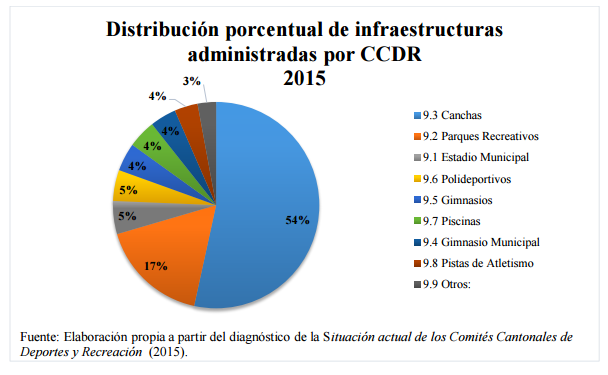 Distribución porcentual de infraestructuras
administradas por CCDR
2015
3%
4%
4%
4%
4%
5%
5%
17%
54%
9.3 Canchas
9.2 Parques Recreativos
9.1 Estadio Municipal
9.6 Polideportivos
9.5 Gimnasios
9.7 Piscinas
9.4 Gimnasio Municipal
9.8 Pistas de Atletismo
9.9 Otros:
Fuente: Elaboración propia a partir del diagnóstico de la Situación actual de los Comités Cantonales de
Deportes y Recreación (2015).